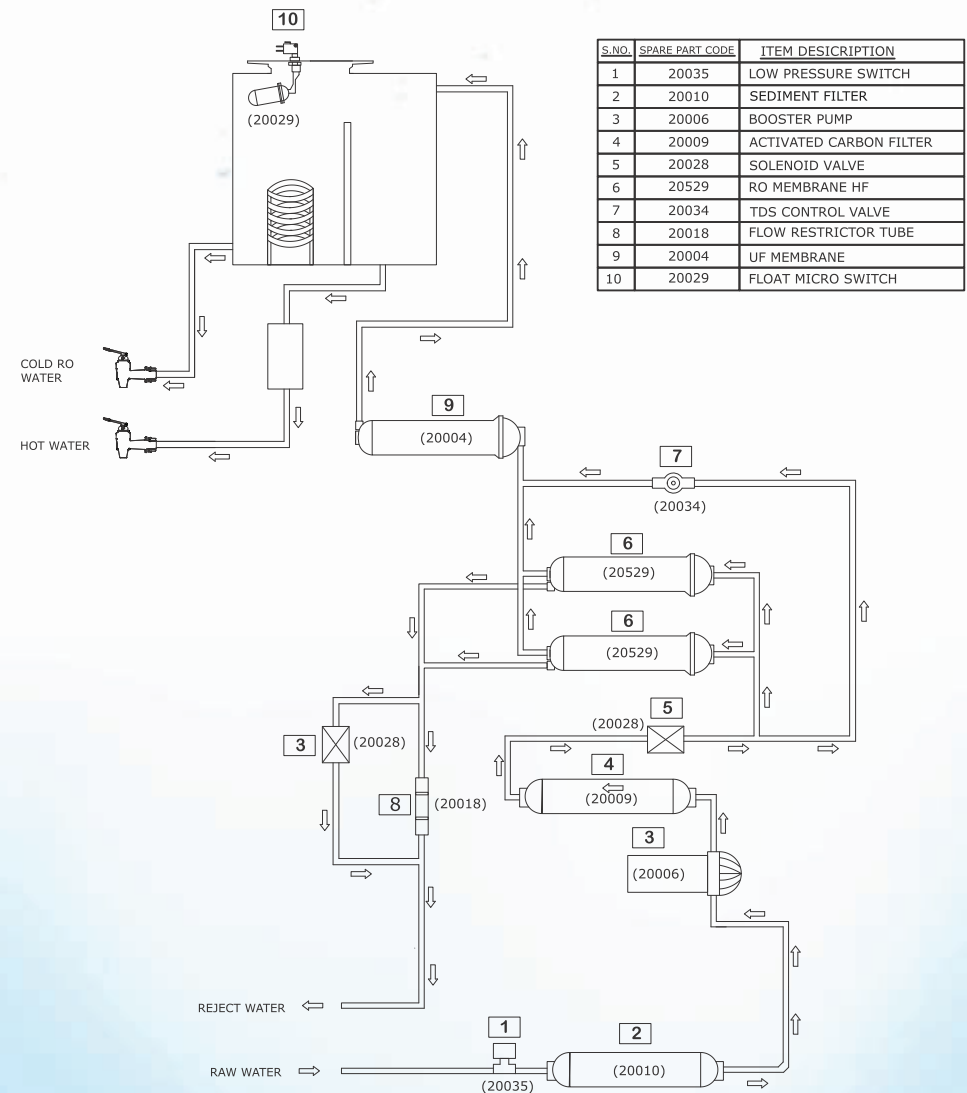 10
(20029)
S.NO. SPARE PART CODE ITEM DESICRIPTION
1 20035 LOW PRESSURE SWITCH
2 20010 SEDIMENT FILTER
3 20006 BOOSTER PUMP
4 20009 ACTIVATED CARBON FILTER
5 20028 SOLENOID VALVE
6 20529 RO MEMBRANE HF
7 20034 TDS CONTROL VALVE
8 20018 FLOW RESTRICTOR TUBE
9 20004 UF MEMBRANE
10 20029 FLOAT MICRO SWITCH
COLD RO
WATER
HOT WATER
9
(20004)
7
(20034)
6
(20529)
6
(20529)
5
(20028)
3
(20028)
4
(20009)
8
(20018)
3
(20006)
REJECT WATER
1
2
RAW WATER
(20035)
(20010)